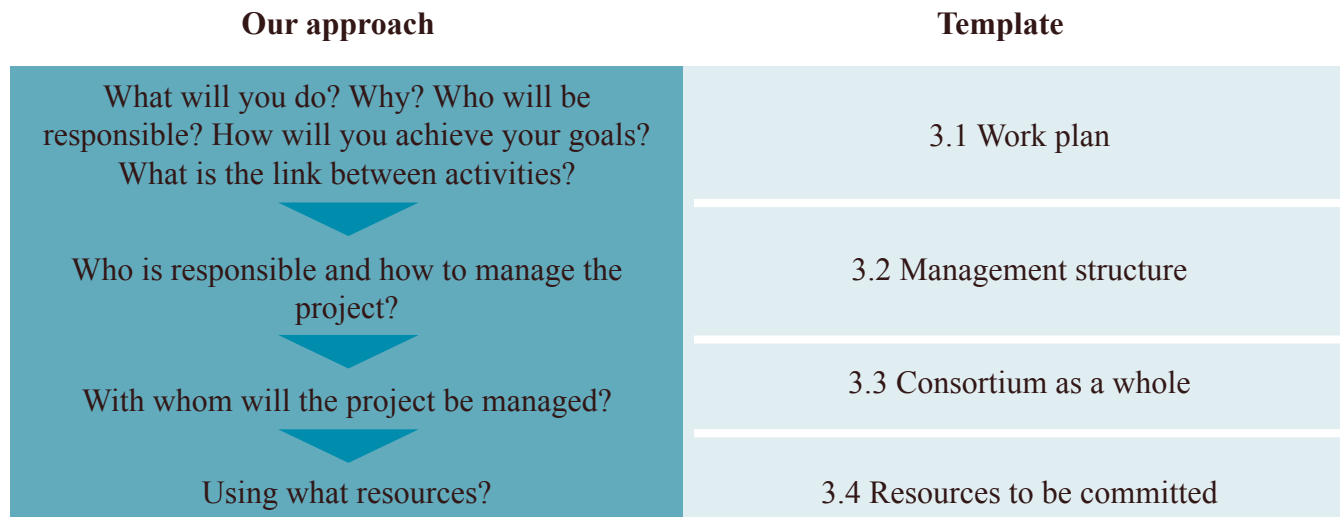 Our approach
Template
What will you do? Why? Who will be
responsible? How will you achieve your goals?
What is the link between activities?
3.1 Work plan
Who is responsible and how to manage the
project?
3.2 Management structure
With whom will the project be managed?
3.3 Consortium as a whole
Using what resources?
3.4 Resources to be committed